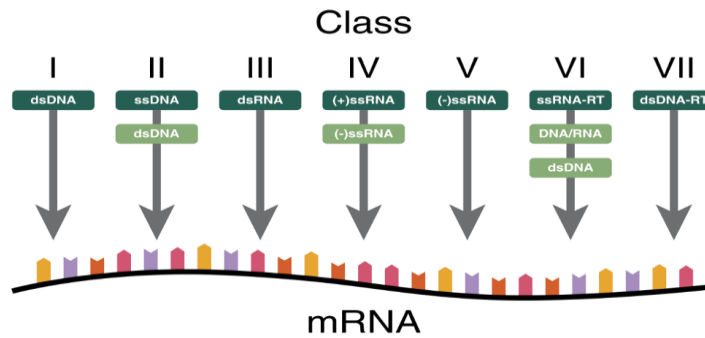 Class
I II III IV V VI VII
dsDNA ssDNA dsRNA (+)ssRNA (-)ssRNA ssRNA-RT dsDNA-RT
dsDNA (-)ssRNA DNA/RNA
dsDNA
mRNA